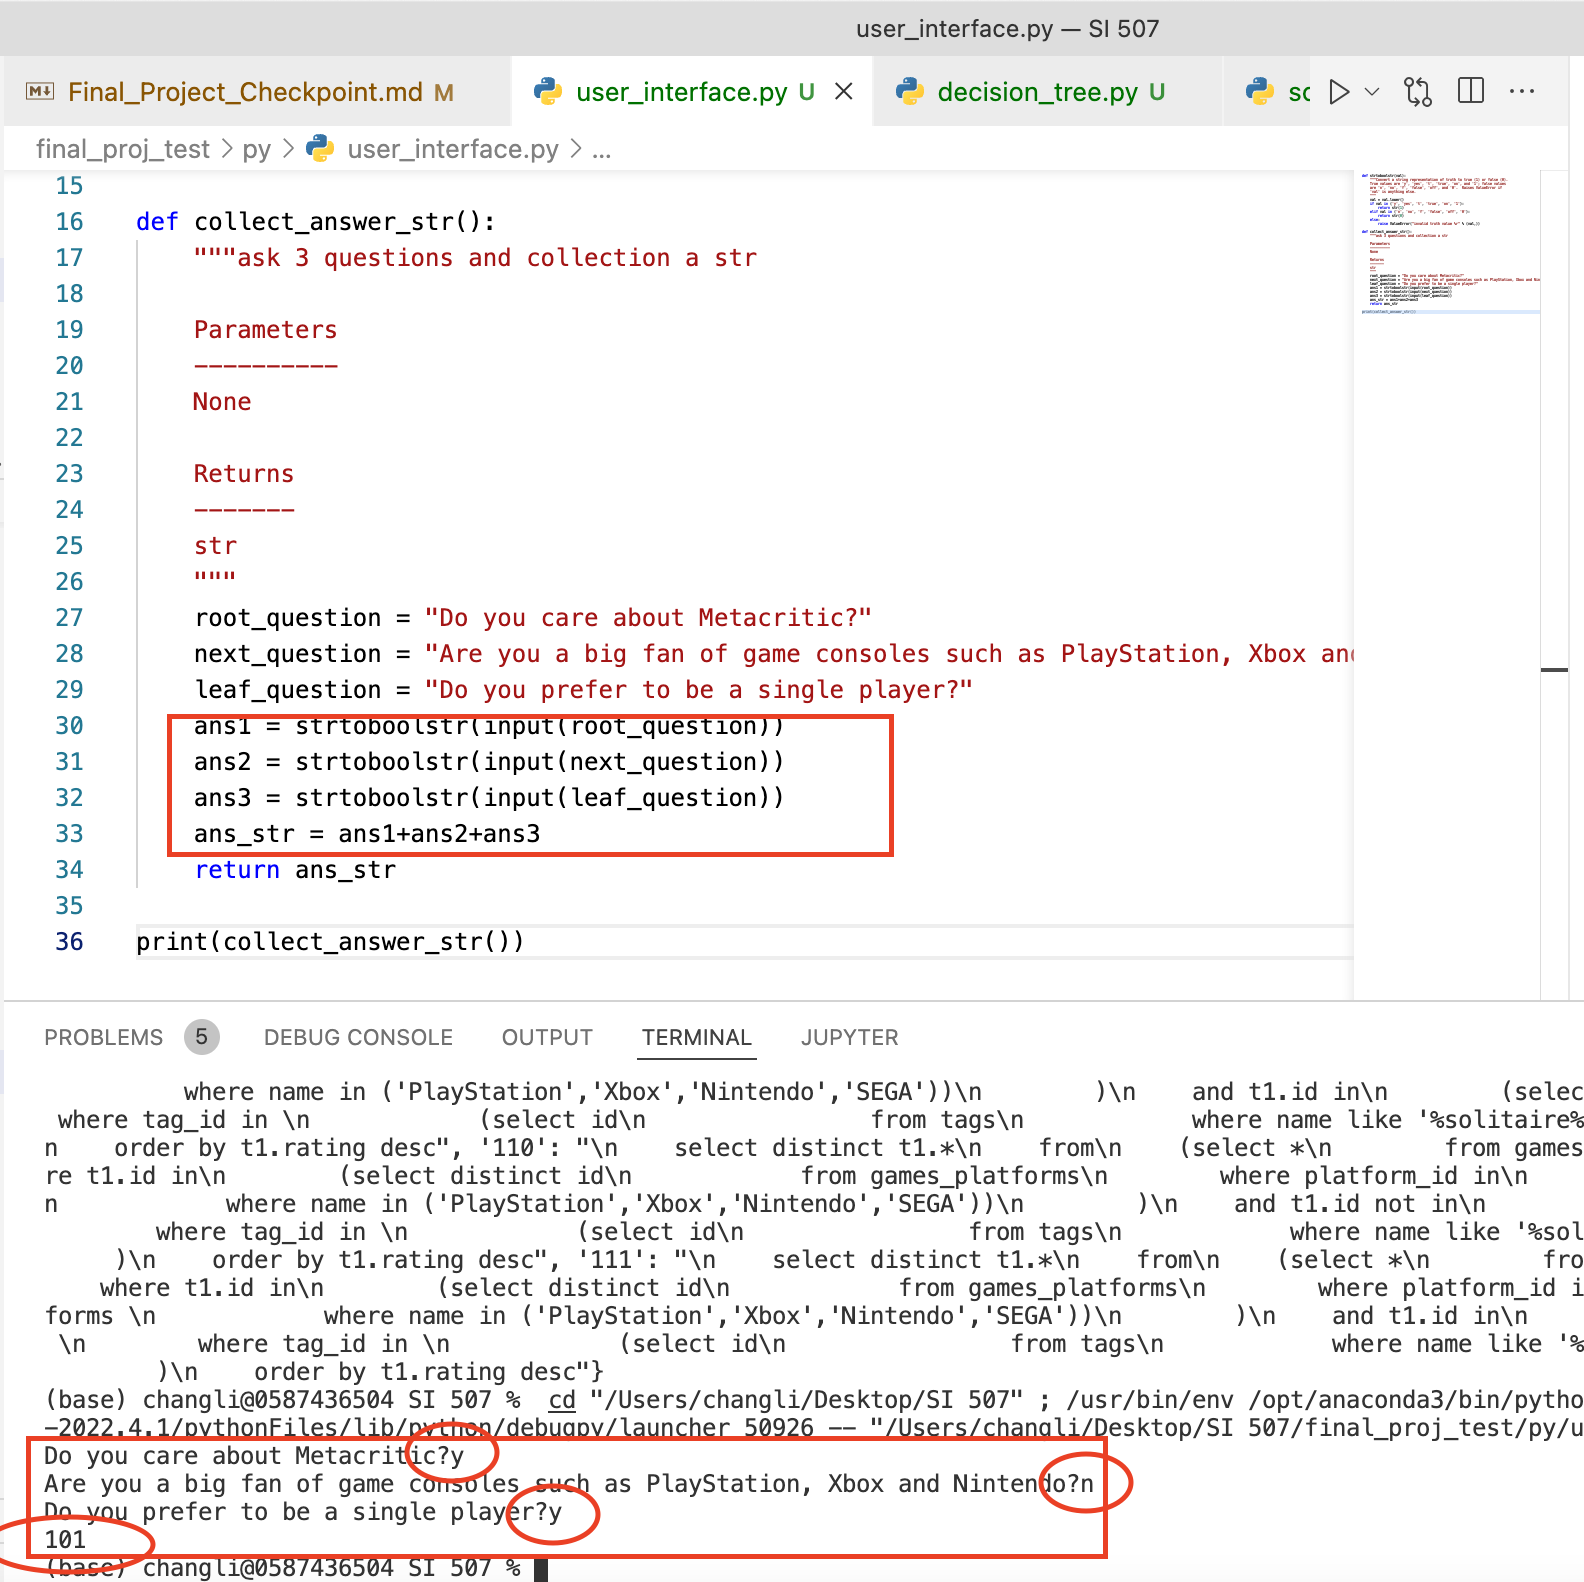 user_interface.py — SI 507
Final_Project_Checkpoint.md M
user_interface.py U
decision_tree.py U
final_proj_test > py > user_interface.py > ...
15
16 def collect_answer_str():
17 """ask 3 questions and collection a str
18
19 Parameters
20 ----------
21 None
22
23 Returns
24 -------
25 str
26 """
27 root_question = "Do you care about Metacritic?"
28 next_question = "Are you a big fan of game consoles such as PlayStation, Xbox and
29 leaf_question = "Do you prefer to be a single player?"
30 ans1 = strtoboolstr(input(root_question))
31 ans2 = strtoboolstr(input(next_question))
32 ans3 = strtoboolstr(input(leaf_question))
33 ans_str = ans1+ans2+ans3
34 return ans_str
35
36 print(collect_answer_str())
PROBLEMS 5 DEBUG CONSOLE OUTPUT TERMINAL JUPYTER
where name in ('PlayStation','Xbox','Nintendo','SEGA'))\n )\n and t1.id in\n (selec
where tag_id in \n (select id\n from tags\n where name like '%solitaire%
n order by t1.rating desc", '110': "\n select distinct t1.*\n from\n (select *\n from games
re t1.id in\n (select distinct id\n from games_platforms\n where platform_id in\n
n where name in ('PlayStation','Xbox','Nintendo','SEGA'))\n )\n and t1.id not in\n
where tag_id in \n (select id\n from tags\n where name like '%sol
)\n order by t1.rating desc", '111': "\n select distinct t1.*\n from\n (select *\n fro
where t1.id in\n (select distinct id\n from games_platforms\n where platform_id i
forms \n where name in ('PlayStation','Xbox','Nintendo','SEGA'))\n )\n and t1.id in\n
\n where tag_id in \n (select id\n from tags\n where name like '%
)\n order by t1.rating desc"}
(base) changli@0587436504 SI 507 % cd "/Users/changli/Desktop/SI 507" ; /usr/bin/env /opt/anaconda3/bin/pytho
-2022.4.1/pythonFiles/lib/python/debugpy/launcher 50926 -- "/Users/changli/Desktop/SI 507/final_proj_test/py/u
Do you care about Metacritic?y
Are you a big fan of game consoles such as PlayStation, Xbox and Nintendo?n
Do you prefer to be a single player?y
101
(base) changli@0587436504 SI 507 %